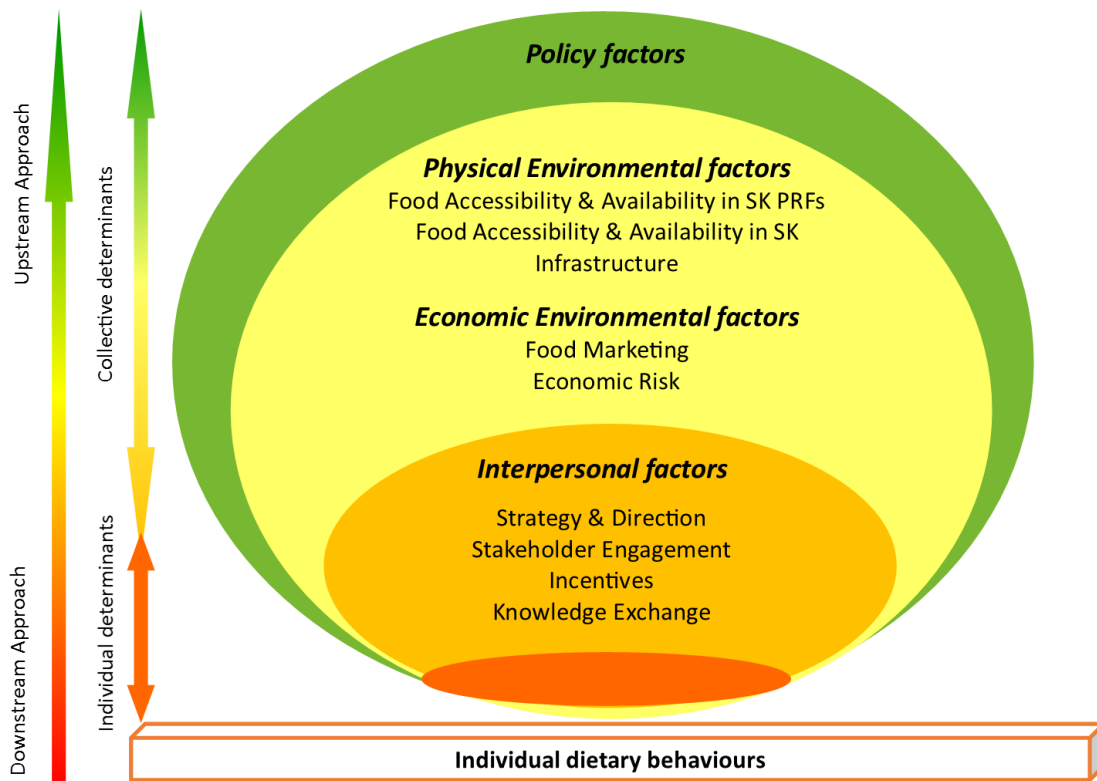 Policy factors
Physical Environmental factors
Food Accessibility & Availability in SK PRFs
Food Accessibility & Availability in SK
Infrastructure
Economic Environmental factors
Food Marketing
Economic Risk
Interpersonal factors
Strategy & Direction
Stakeholder Engagement
Incentives
Knowledge Exchange
Individual dietary behaviours
Upstream Approach
Downstream Approach
Collective determinants
Individual determinants